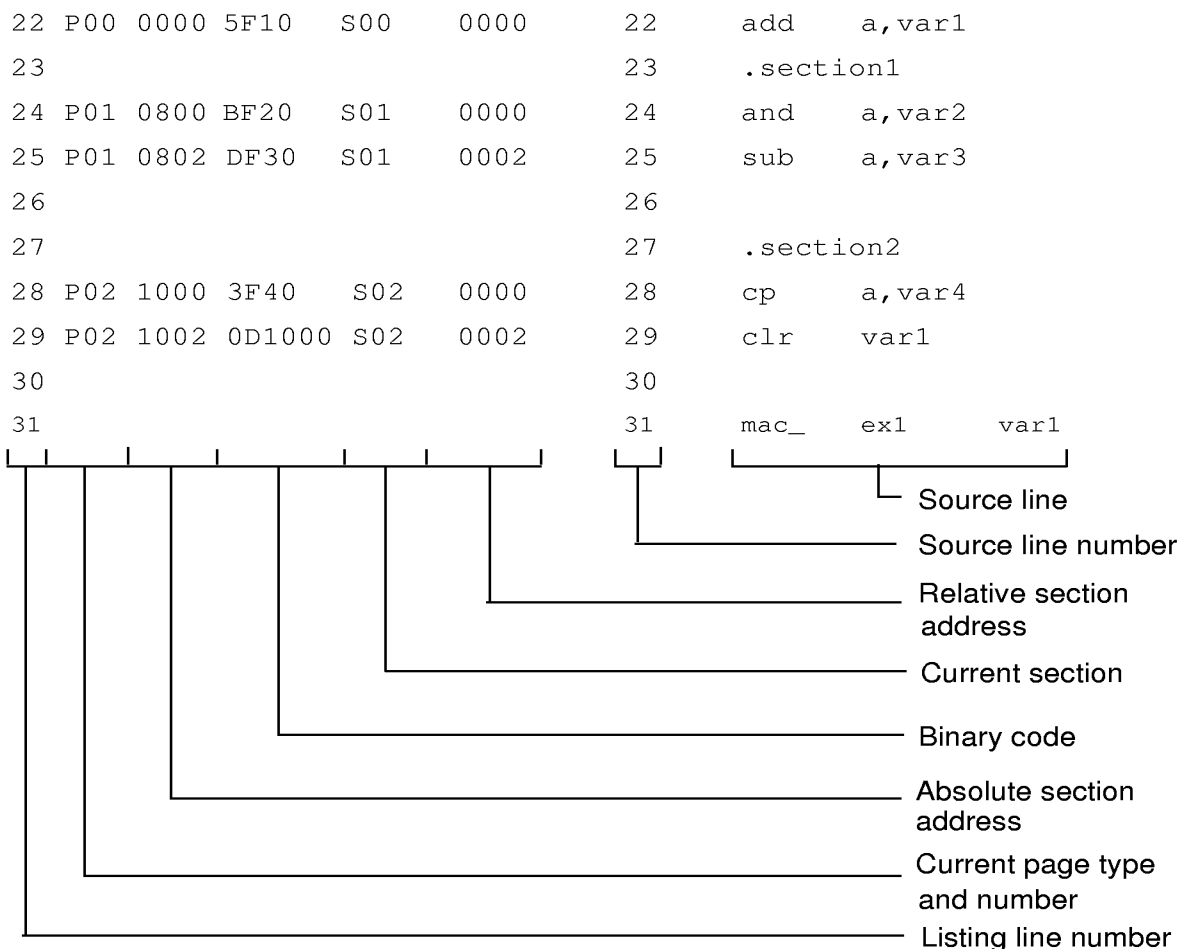 22 P00 0000 5F10 S00 0000 22 add a,var1
23 23 .section1
24 P01 0800 BF20 S01 0000 24 and a,var2
25 P01 0802 DF30 S01 0002 25 sub a,var3
26 26
27 27 .section2
28 P02 1000 3F40 S02 0000 28 cp a,var4
29 P02 1002 0D1000 S02 0002 29 clr var1
30 30
31 31 mac_ ex1 var1
Source line
Source line number
Relative section
address
Current section
Binary code
Absolute section
address
Current page type
and number
Listing line number